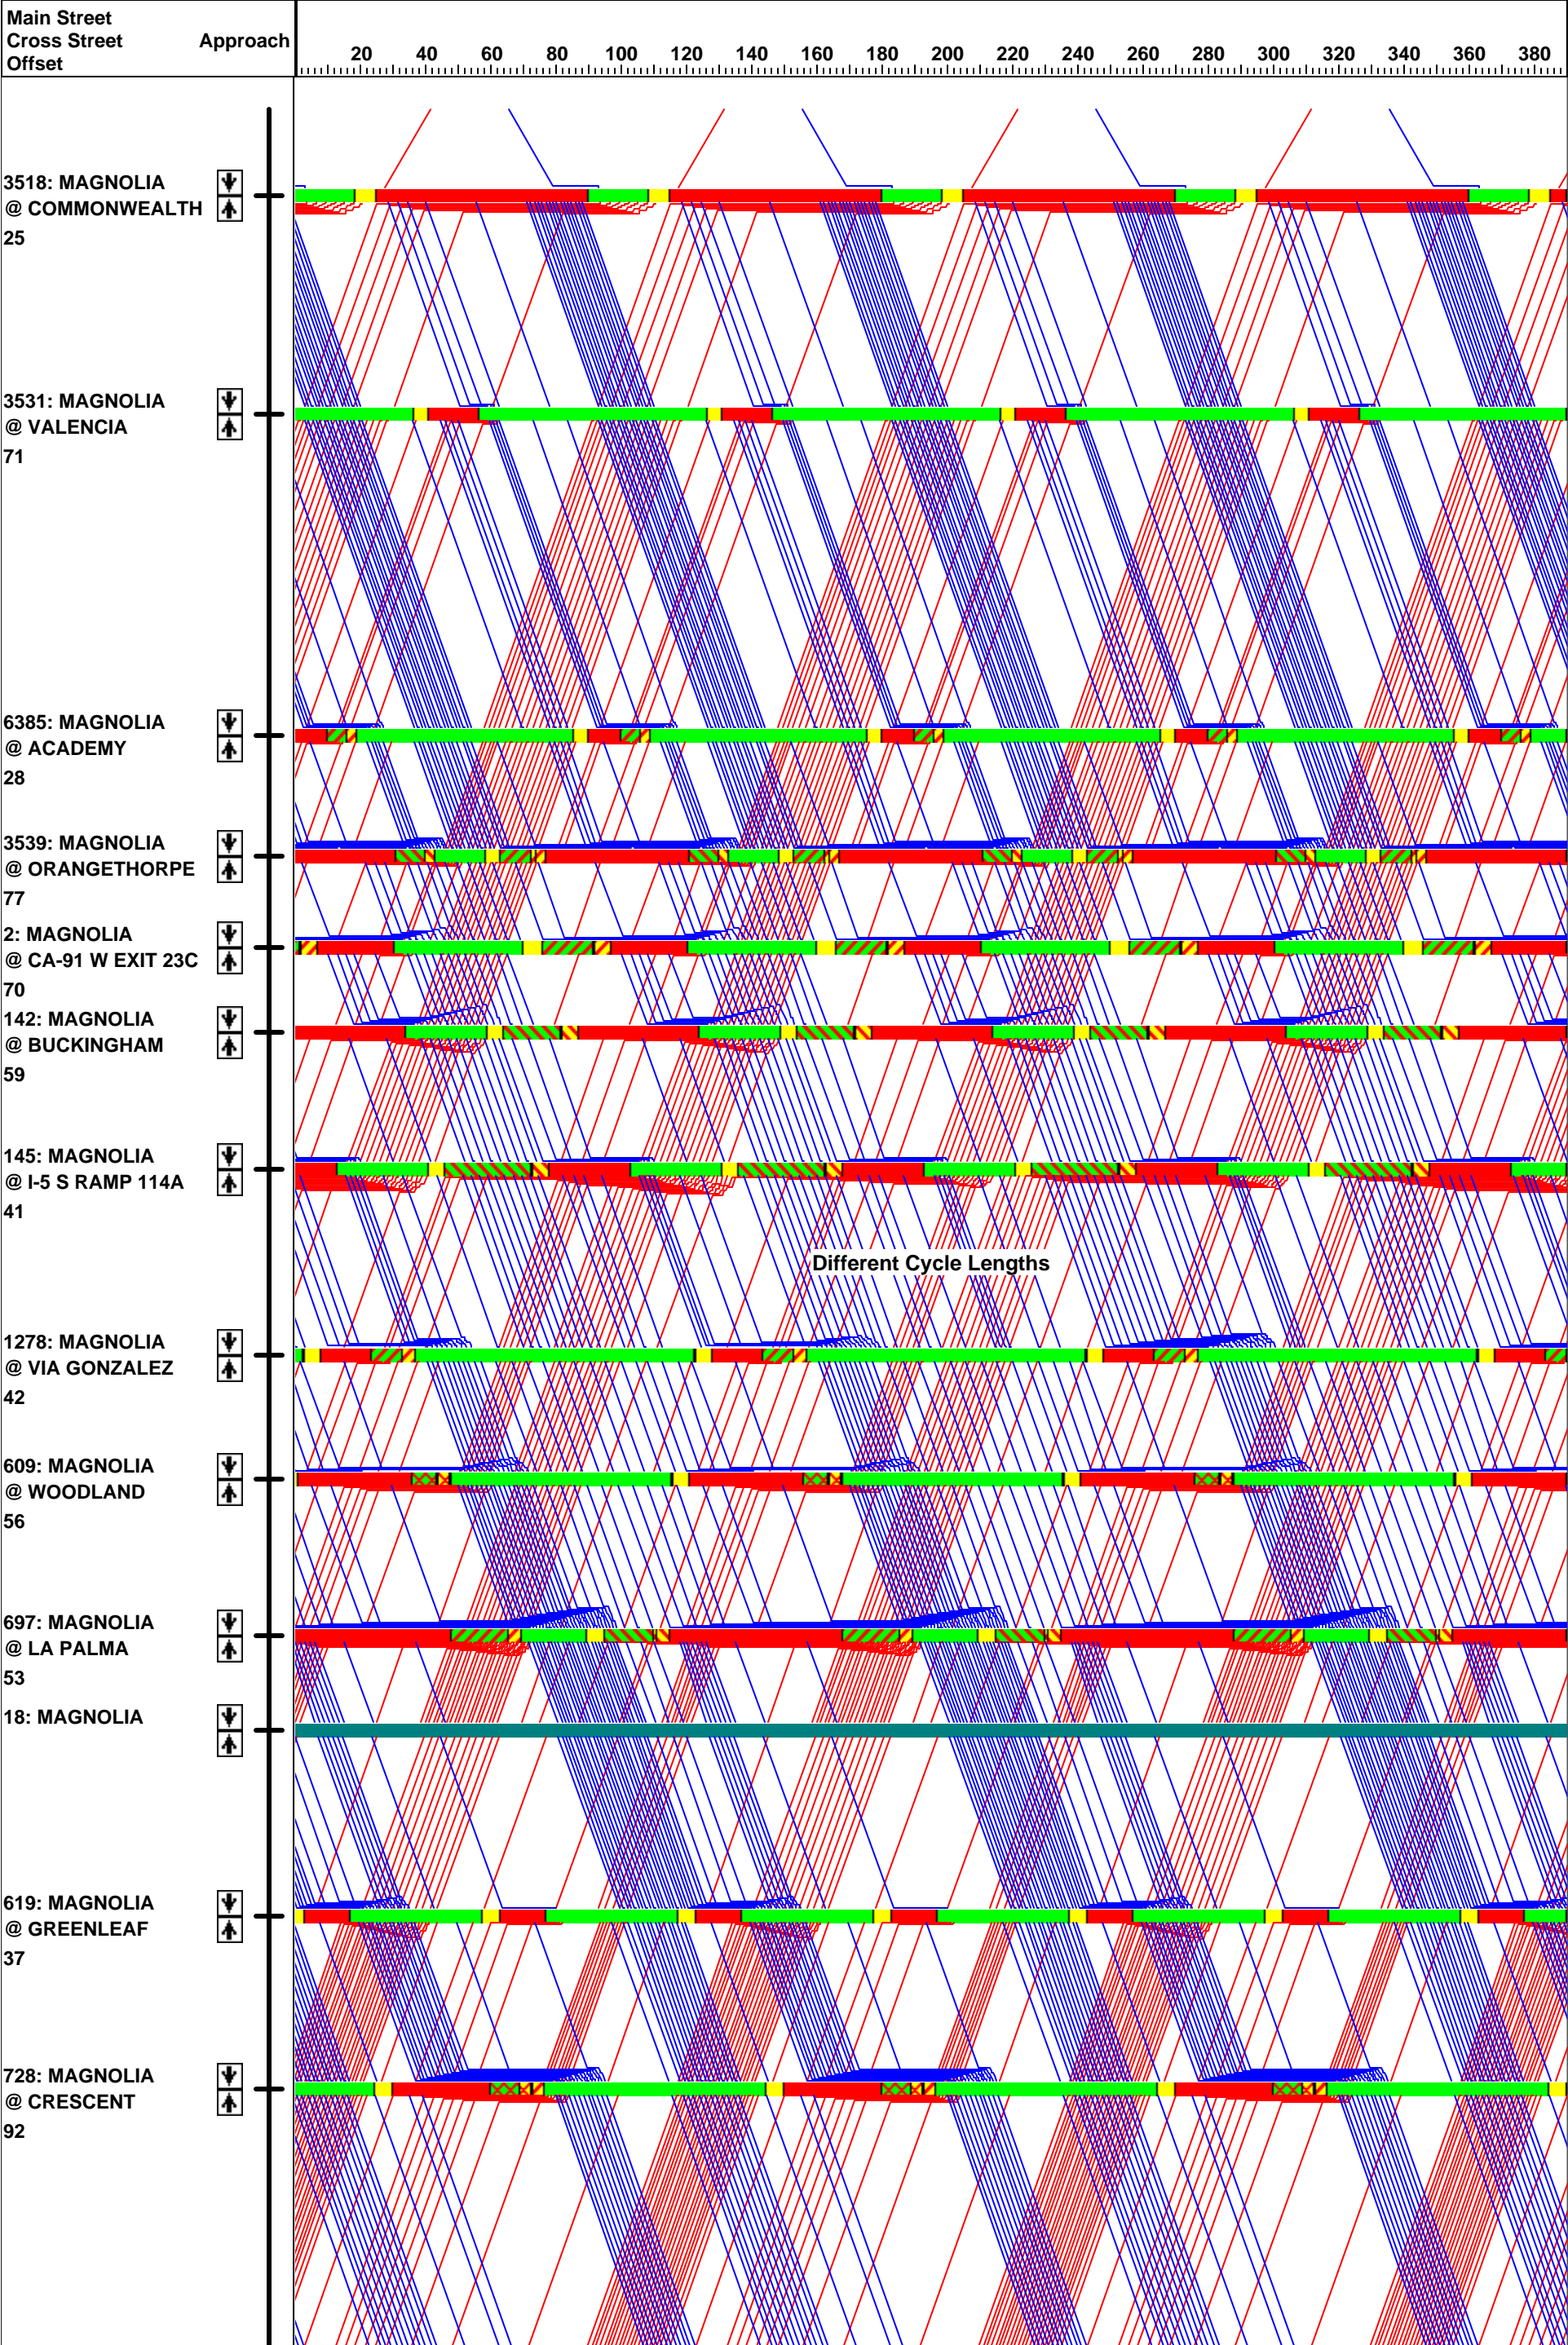 Main Street
Cross Street Approach
Offset
20 40 60 80 100 120 140 160 180 200 220 240 260 280 300 320 340 360 380
3518: MAGNOLIA
@ COMMONWEALTH
25
3531: MAGNOLIA
@ VALENCIA
71
6385: MAGNOLIA
@ ACADEMY
28
3539: MAGNOLIA
@ ORANGETHORPE
77
2: MAGNOLIA
@ CA-91 W EXIT 23C
70
142: MAGNOLIA
@ BUCKINGHAM
59
145: MAGNOLIA
@ I-5 S RAMP 114A
41
Different Cycle Lengths
1278: MAGNOLIA
@ VIA GONZALEZ
42
609: MAGNOLIA
@ WOODLAND
56
697: MAGNOLIA
@ LA PALMA
53
18: MAGNOLIA
619: MAGNOLIA
@ GREENLEAF
37
728: MAGNOLIA
@ CRESCENT
92